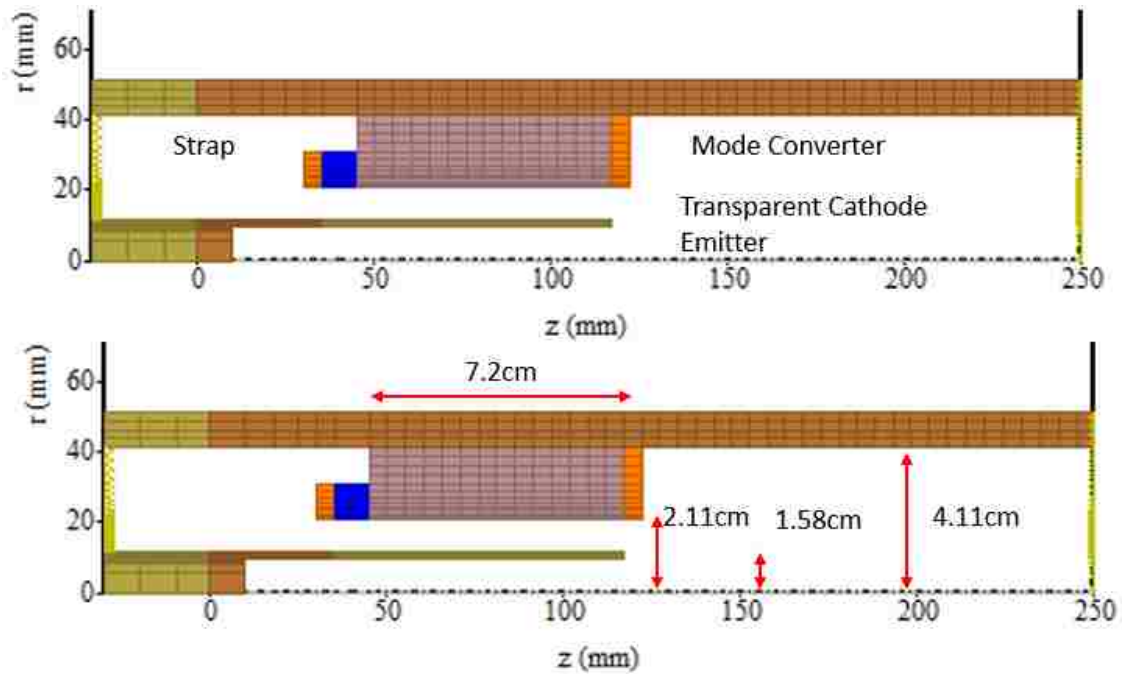 r (mm)
60
40
20
0
Strap
Mode Converter
Transparent Cathode
Emitter
0
50
100
150
200
250
z (mm)
r (mm)
60
40
20
0
7.2cm
2.11cm
1.58cm
4.11cm
0
50
100
150
200
250
z (mm)